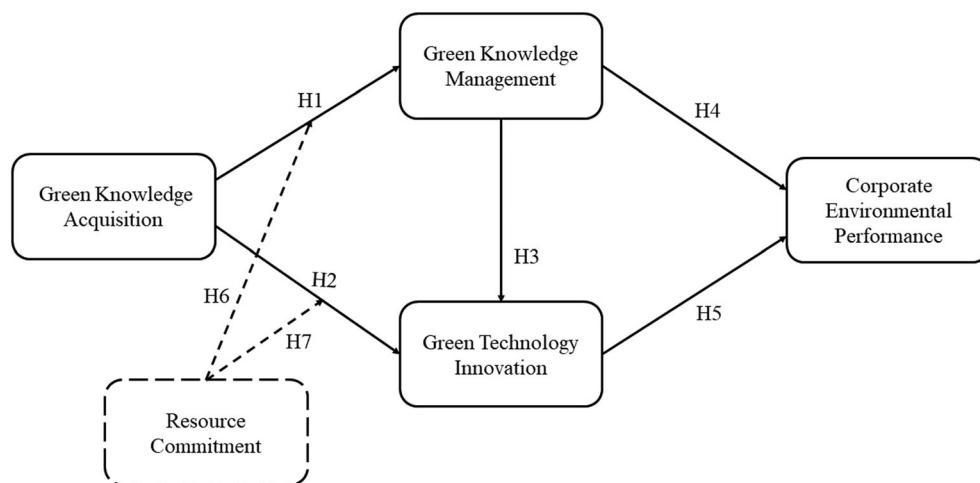 Green Knowledge
Management
H1
H4
Green Knowledge
Acquisition
Corporate
Environmental
Performance
H3
H2
H6
H5
H7
Green Technology
Innovation
Resource
Commitment